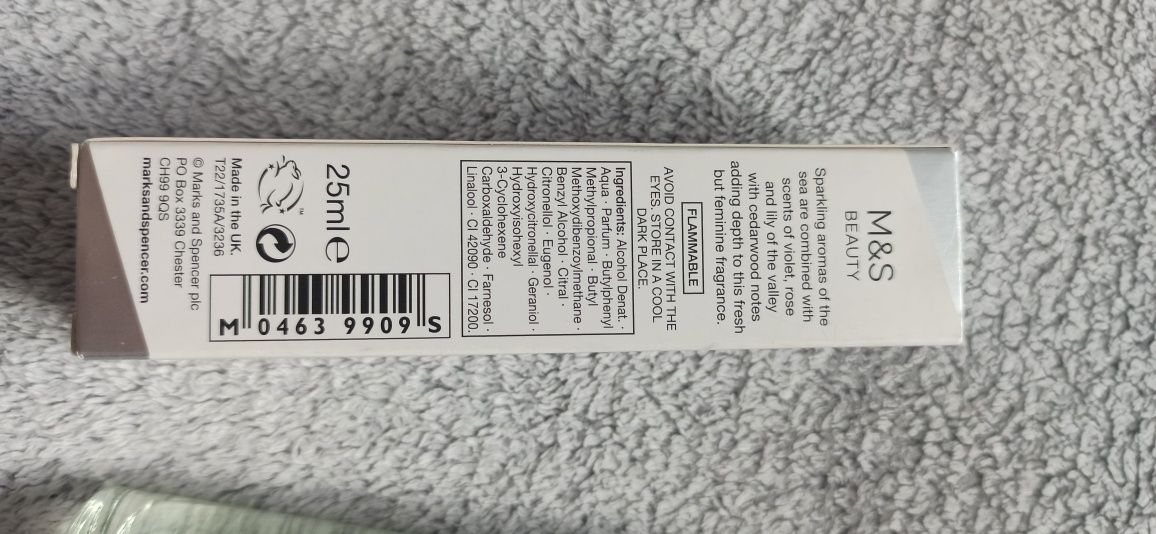 M&S
BEAUTY
Sparkling aromas of the
sea are combined with
scents of violet, rose
and lily of the valley
with cedarwood notes
adding depth to this fresh
but feminine fragrance.
FLAMMABLE
AVOID CONTACT WITH THE
EYES. STORE IN A COOL
DARK PLACE.
Ingredients: Alcohol Denat. ·
Aqua · Parfum · Butylphenyl
Methylpropional · Butyl
Methoxydibenzoylmethane ·
Benzyl Alcohol · Citral ·
Citronellol · Eugenol ·
Hydroxycitronellal · Geraniol ·
Hydroxyisohexyl
3-Cyclohexene
Carboxaldehyde · Farnesol ·
Linalool · CI 42090 · CI 17200.
25ml e
M 0463 9909 S
™
Made in the UK.
T22/1735A/3236
© Marks and Spencer plc
PO Box 3339 Chester
CH99 9QS
marksandspencer.com